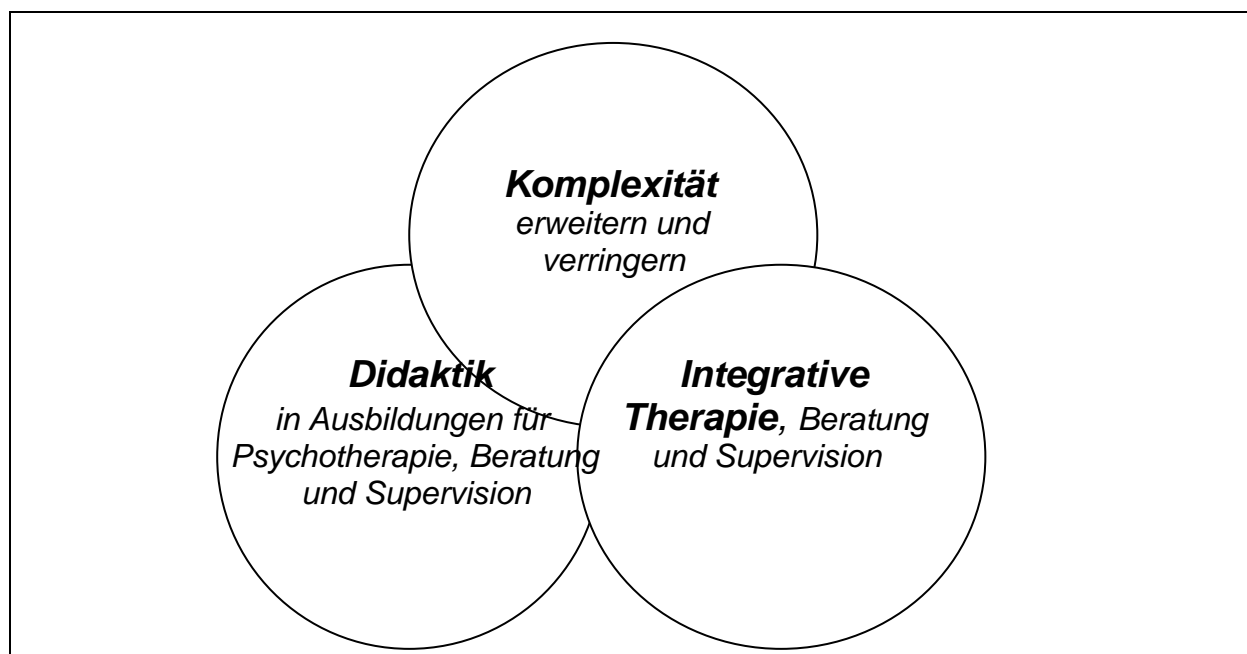 Komplexität
erweitern und
verringern
Didaktik
in Ausbildungen für
Psychotherapie, Beratung
und Supervision
Integrative
Therapie, Beratung
und Supervision